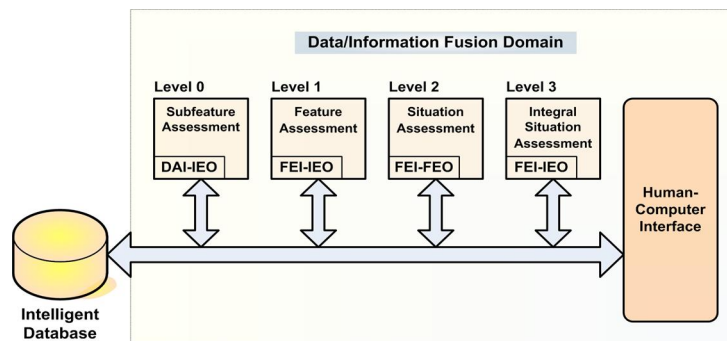 Data/Information Fusion Domain
Level 0
Level 1
Level 2
Level 3
Subfeature
Assessment
DAI-IEO
Feature
Assessment
FEI-IEO
Situation
Assessment
FEI-FEO
Integral
Situation
Assessment
FEI-IEO
Human-
Computer
Interface
Intelligent
Database